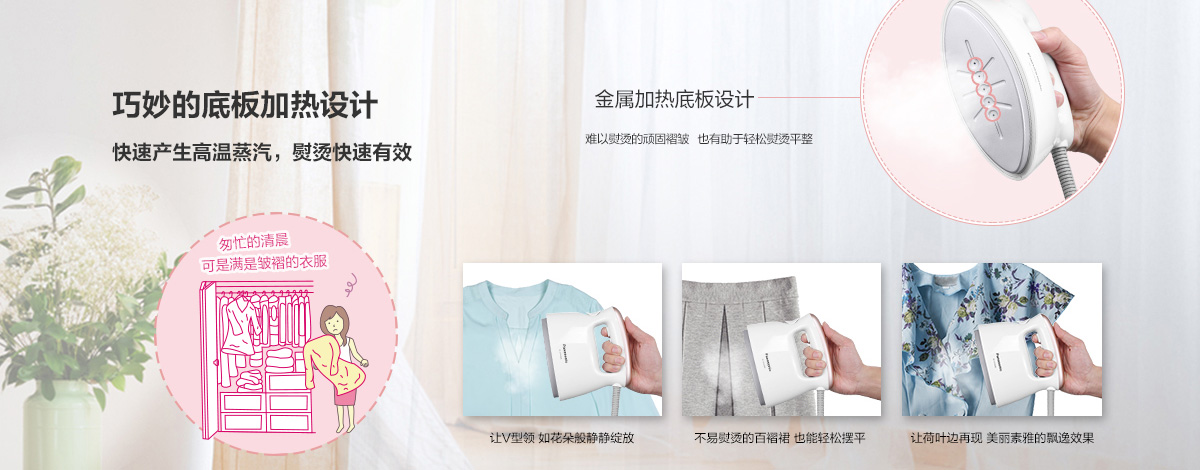 巧妙的底板加热设计
快速产生高温蒸汽，熨烫快速有效
金属加热底板设计
难以熨烫的顽固褶皱 也有助于轻松熨烫平整
匆忙的清晨
可是满是皱褶的衣服
Panasonic
Panasonic
Panasonic
让V型领 如花朵般静静绽放
不易熨烫的百褶裙 也能轻松摆平
让荷叶边再现 美丽素雅的飘逸效果